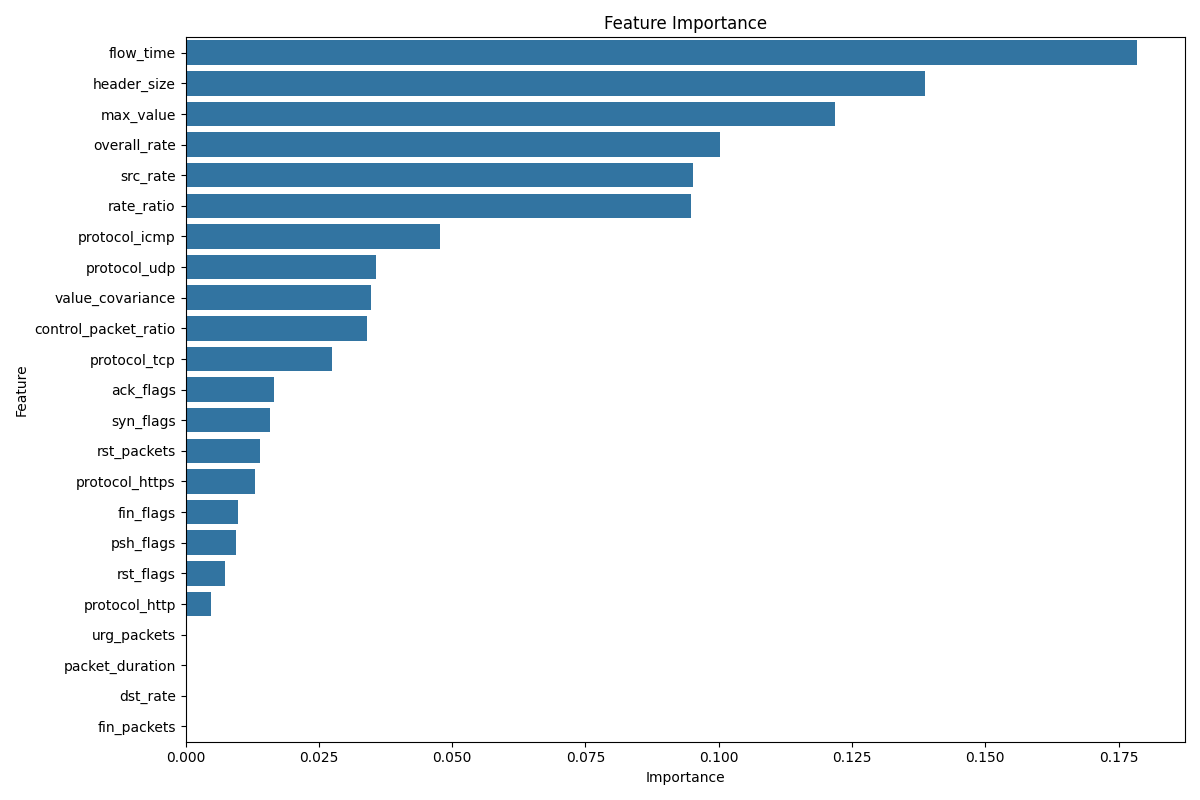 Feature Importance
flow_time
header_size
max_value
overall_rate
src_rate
rate_ratio
protocol_icmp
protocol_udp
value_covariance
control_packet_ratio
protocol_tcp
ack_flags
syn_flags
rst_packets
protocol_https
fin_flags
psh_flags
rst_flags
protocol_http
urg_packets
packet_duration
dst_rate
fin_packets
Feature
0.000 0.025 0.050 0.075 0.100 0.125 0.150 0.175
Importance